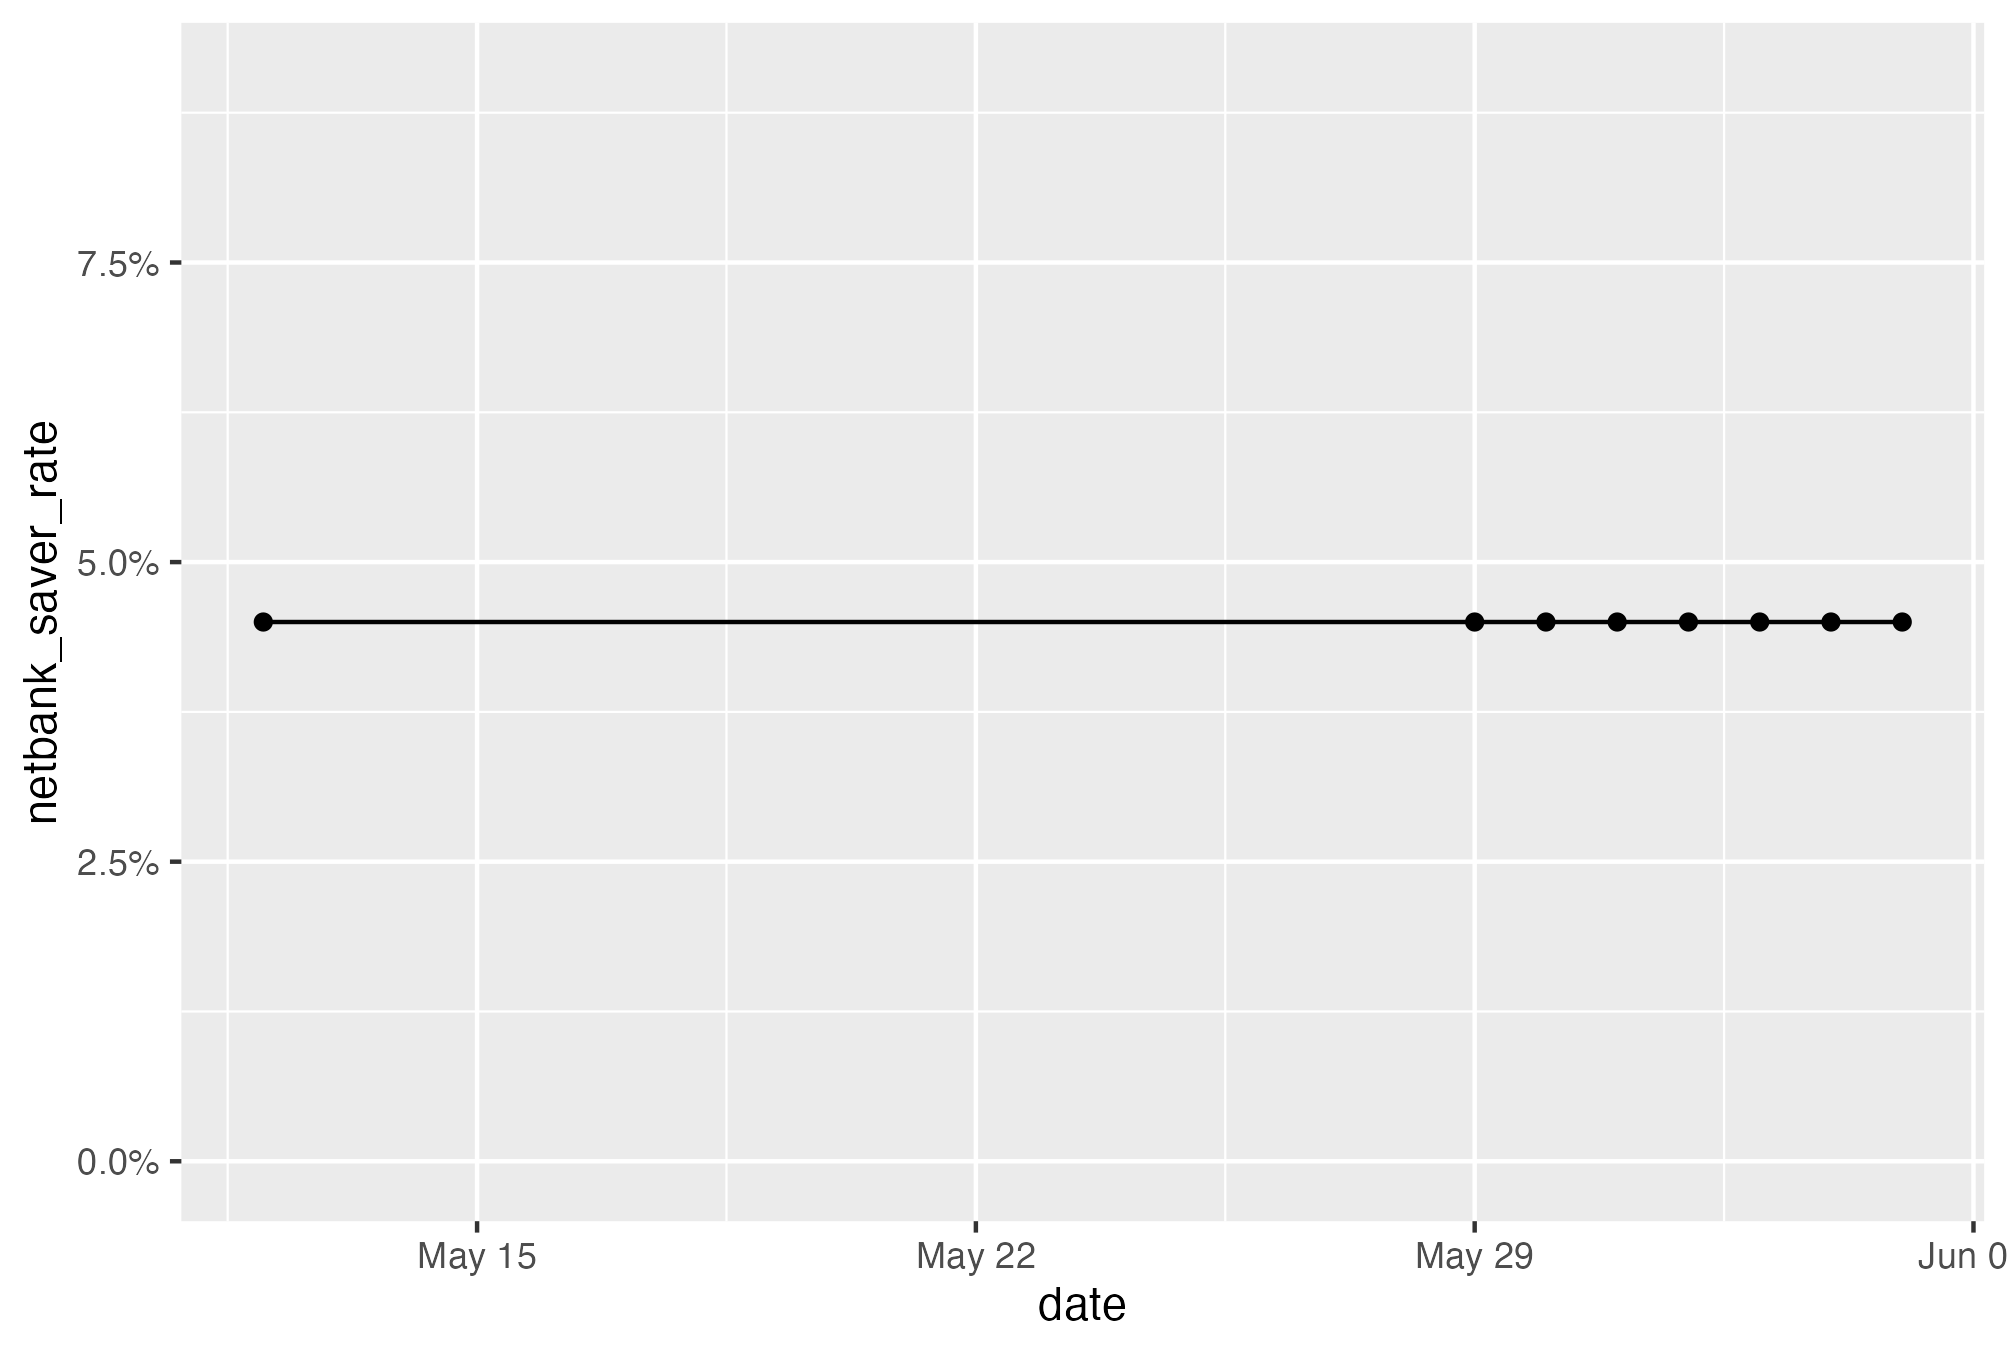 netbank_saver_rate
7.5%
5.0%
2.5%
0.0%
May 15
May 22
May 29
Jun 0
date